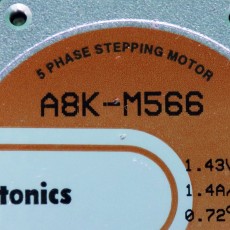 5 PHASE STEPPING MOTOR
A8K-M566
tonics
1.43V
1.4A/
0.72°